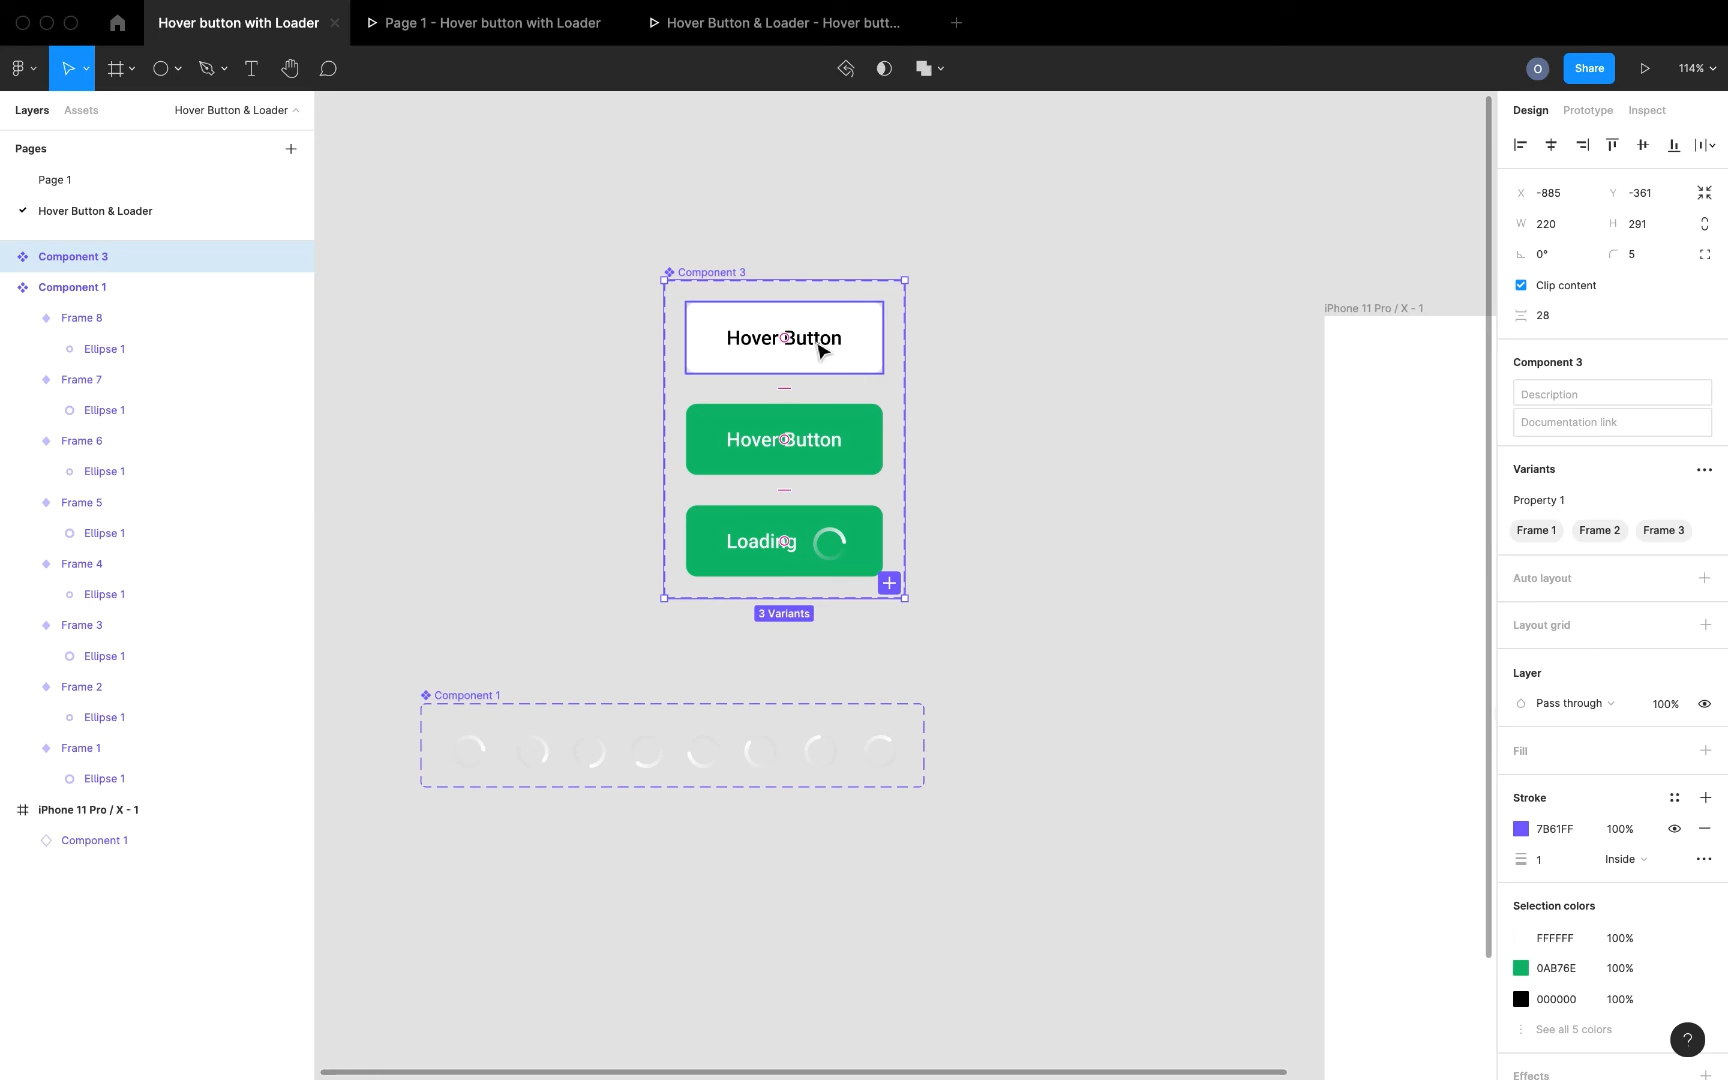 Hover button with Loader
Page 1 - Hover button with Loader
Hover Button & Loader - Hover butt...
O
Share
114%
Layers
Assets
Hover Button & Loader
Pages
Page 1
Hover Button & Loader
Component 3
Component 1
Frame 8
Ellipse 1
Frame 7
Ellipse 1
Frame 6
Ellipse 1
Frame 5
Ellipse 1
Frame 4
Ellipse 1
Frame 3
Ellipse 1
Frame 2
Ellipse 1
Frame 1
Ellipse 1
iPhone 11 Pro / X - 1
Component 1
Component 3
Hover Button
Hover Button
Loading
3 Variants
Component 1
iPhone 11 Pro / X - 1
Design
Prototype
Inspect
X -885
Y -361
W 220
H 291
0°
5
Clip content
28
Component 3
Description
Documentation link
Variants
Property 1
Frame 1
Frame 2
Frame 3
Auto layout
Layout grid
Layer
Pass through
100%
Fill
Stroke
7B61FF 100%
1
Inside
Selection colors
FFFFFF 100%
0AB76E 100%
000000 100%
See all 5 colors
?
Effects